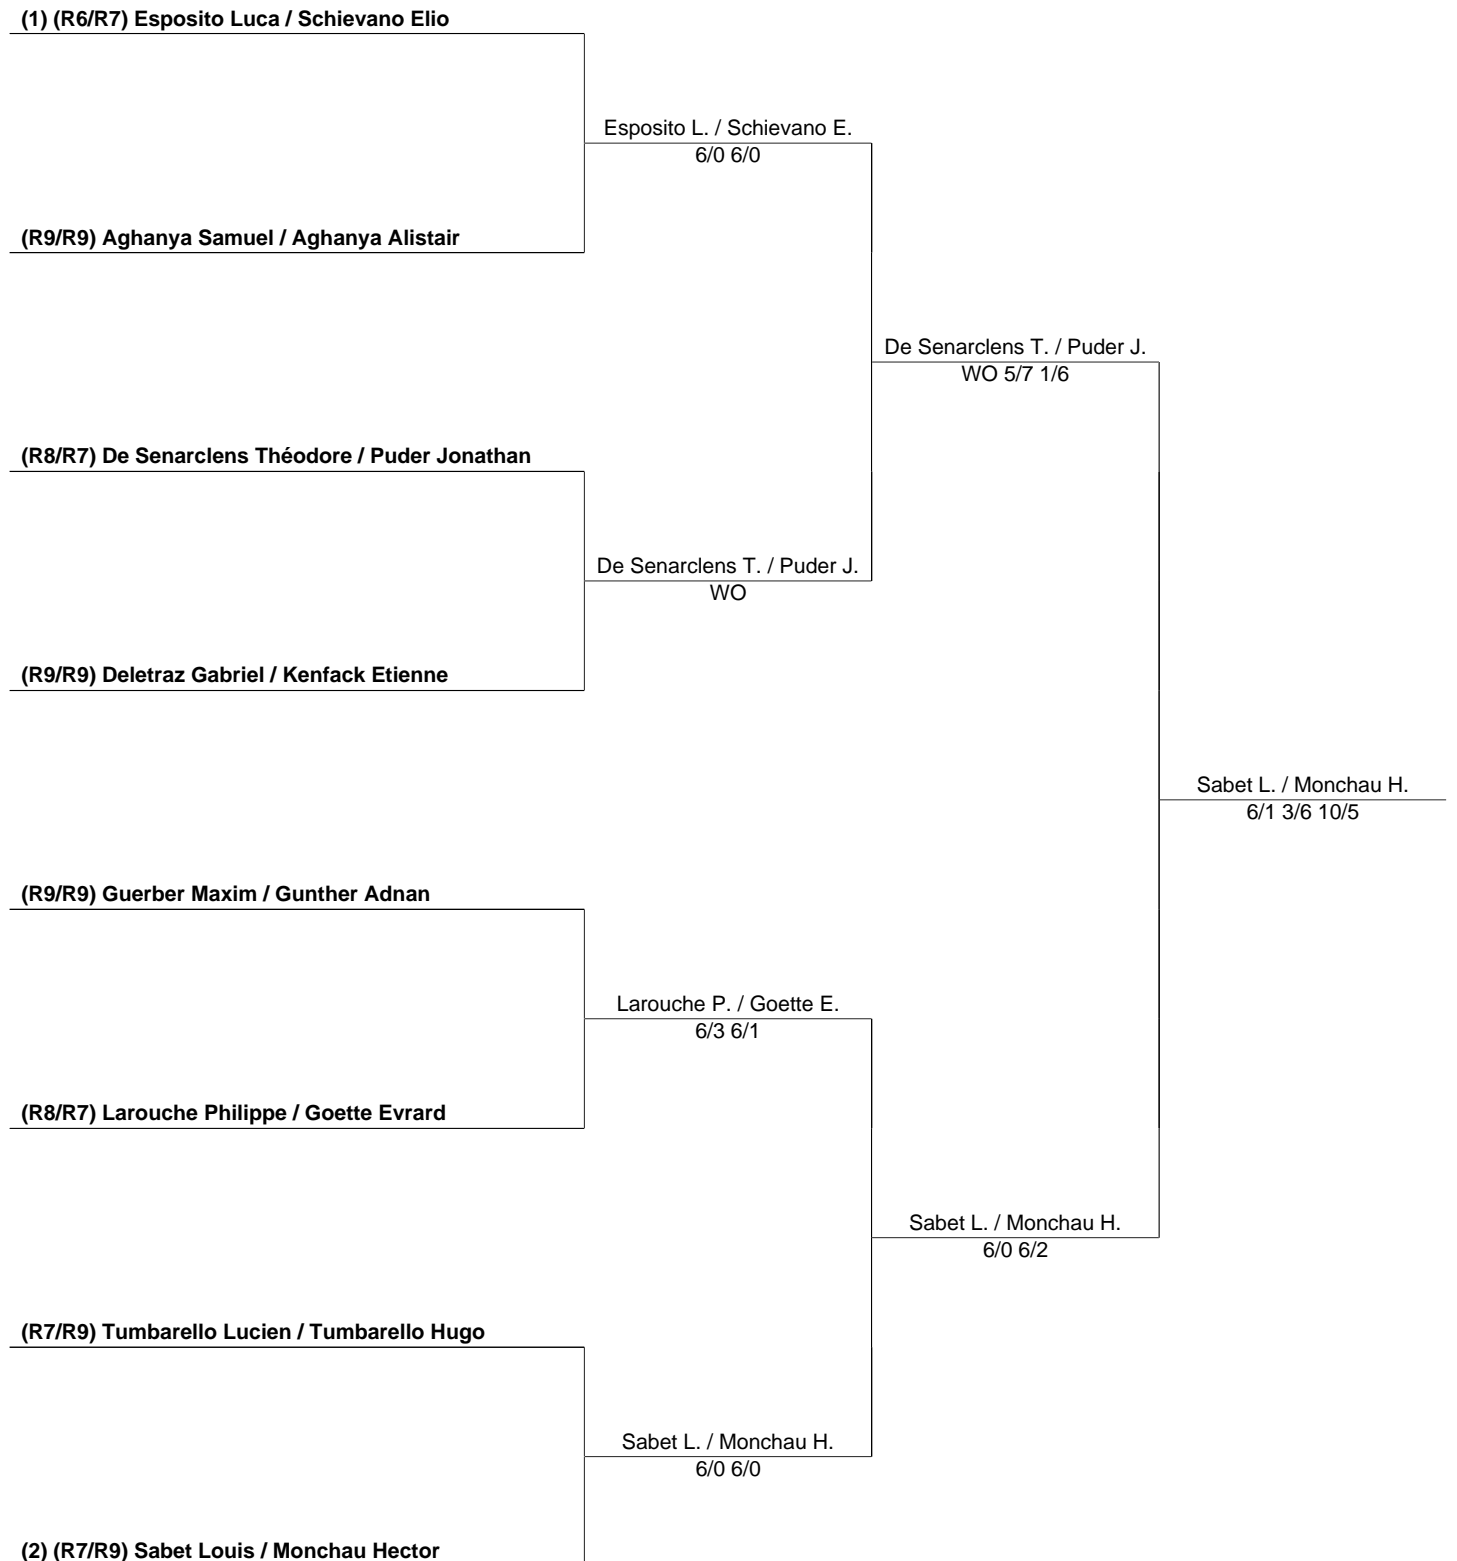 (1) (R6/R7) Esposito Luca / Schievano Elio
Esposito L. / Schievano E.
6/0 6/0
(R9/R9) Aghanya Samuel / Aghanya Alistair
De Senarclens T. / Puder J.
WO 5/7 1/6
(R8/R7) De Senarclens Théodore / Puder Jonathan
De Senarclens T. / Puder J.
WO
(R9/R9) Deletraz Gabriel / Kenfack Etienne
Sabet L. / Monchau H.
6/1 3/6 10/5
(R9/R9) Guerber Maxim / Gunther Adnan
Larouche P. / Goette E.
6/3 6/1
(R8/R7) Larouche Philippe / Goette Evrard
Sabet L. / Monchau H.
6/0 6/2
(R7/R9) Tumbarello Lucien / Tumbarello Hugo
Sabet L. / Monchau H.
6/0 6/0
(2) (R7/R9) Sabet Louis / Monchau Hector